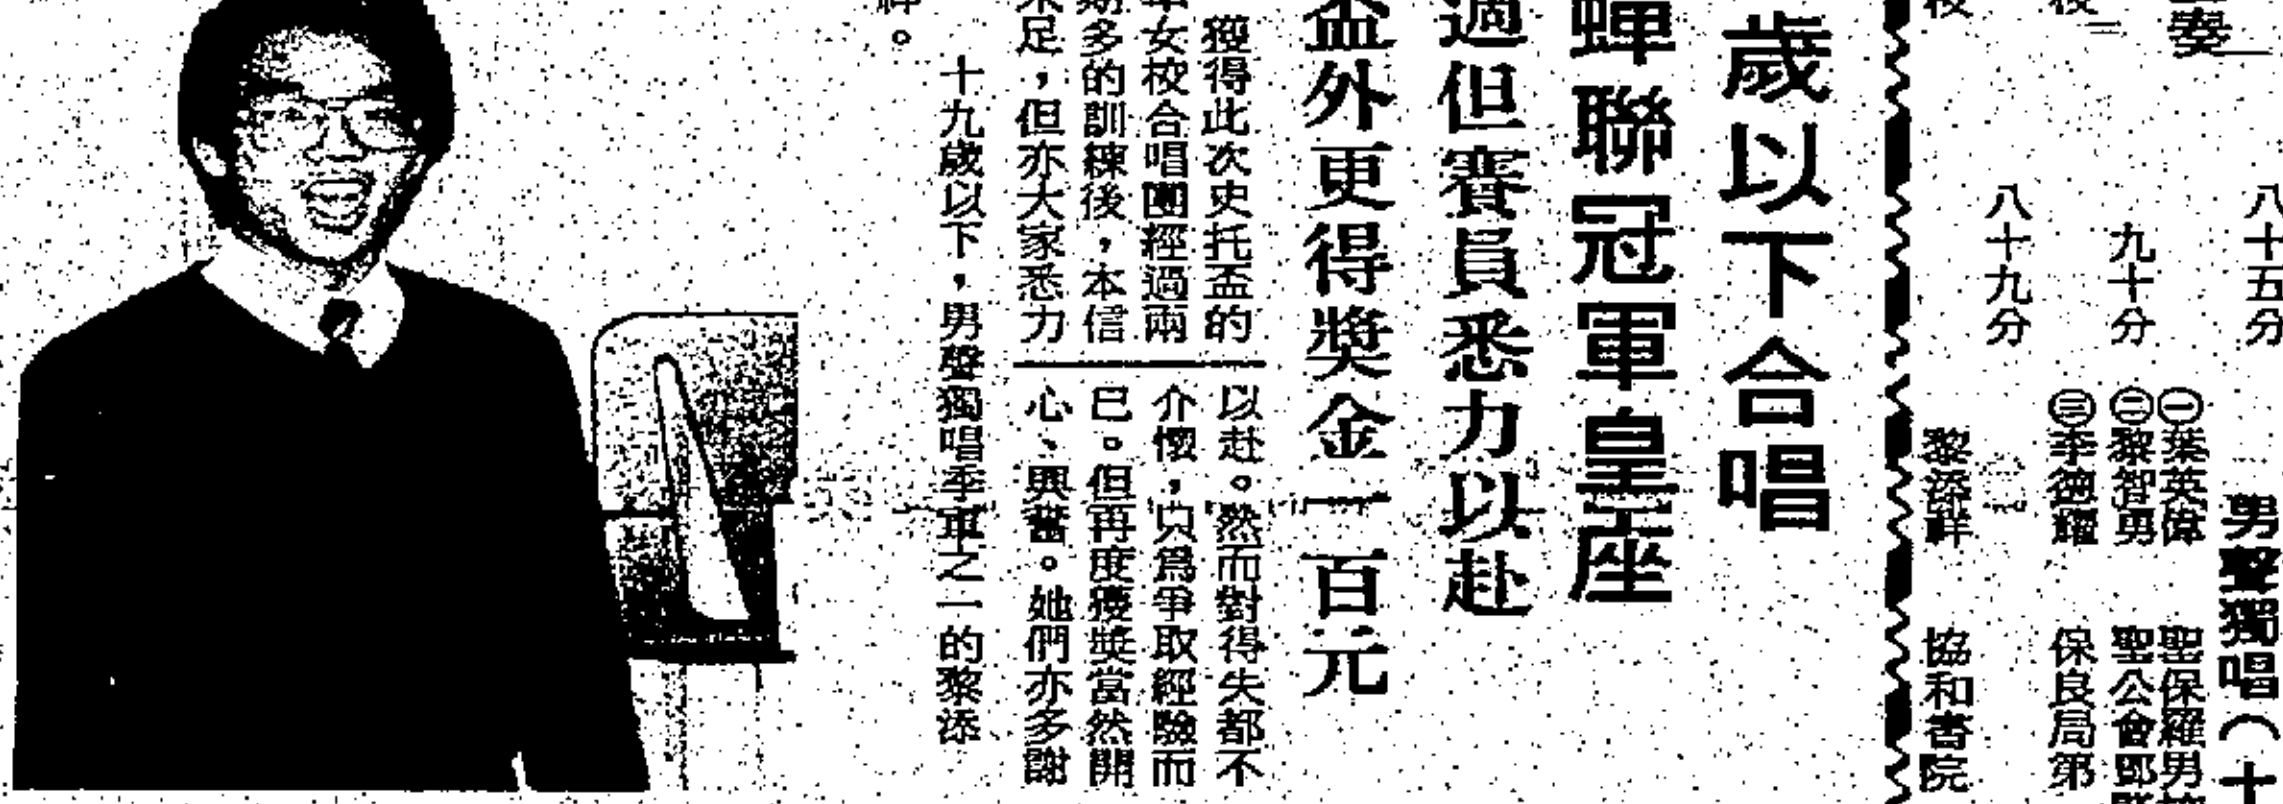 男聲獨唱（十
八十五分
㊀葉英偉　聖保羅男
㊁黎智勇　聖公會鄧
九十分
㊂李德耀　保良局第
八十九分
黎添祥　協和書院
歲以下合唱
蟬聯冠軍皇座
過但賽員悉力以赴
盃外更得獎金一百元
獲得此次史托盃的
女校合唱團經過兩
期多的訓練後，本信
足，但亦大家悉力
以赴。然而對得失都不
介懷，只爲爭取經驗而
已。但再度獲獎當然開
心、興奮。她們亦多謝
十九歲以下，男聲獨唱季軍之一的黎添
祥。